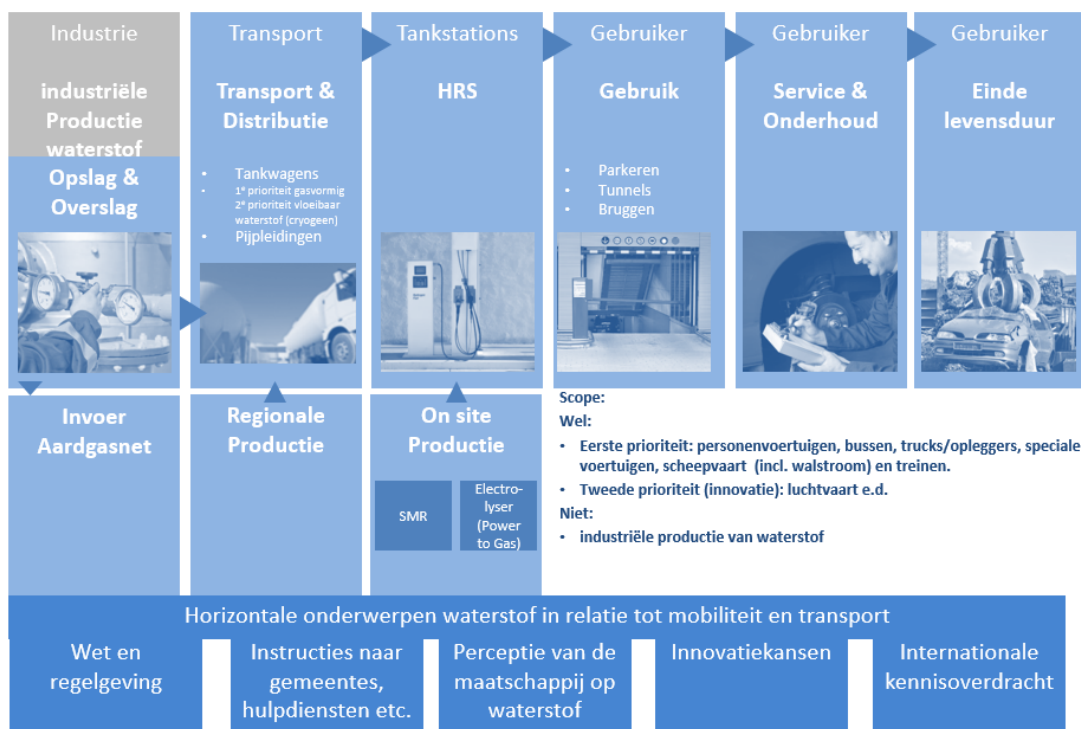 Industrie
industriële
Productie
waterstof
Opslag &
Overslag
Transport
Transport &
Distributie
• Tankwagens
• 1e prioriteit gasvormig
2e prioriteit vloeibaar
waterstof (cryogeen)
• Pijpleidingen
Tankstations
HRS
Gebruiker
Gebruik
• Parkeren
• Tunnels
• Bruggen
Gebruiker
Service &
Onderhoud
Gebruiker
Einde
levensduur
Invoer
Aardgasnet
Regionale
Productie
On site
Productie
SMR
Electro-
lyser
(Power
to Gas)
Scope:
Wel:
• Eerste prioriteit: personenvoertuigen, bussen, trucks/opleggers, speciale
voertuigen, scheepvaart (incl. walstroom) en treinen.
• Tweede prioriteit (innovatie): luchtvaart e.d.
Niet:
• industriële productie van waterstof
Horizontale onderwerpen waterstof in relatie tot mobiliteit en transport
Wet en
regelgeving
Instructies naar
gemeentes,
hulpdiensten etc.
Perceptie van de
maatschappij op
waterstof
Innovatiekansen
Internationale
kennisoverdracht